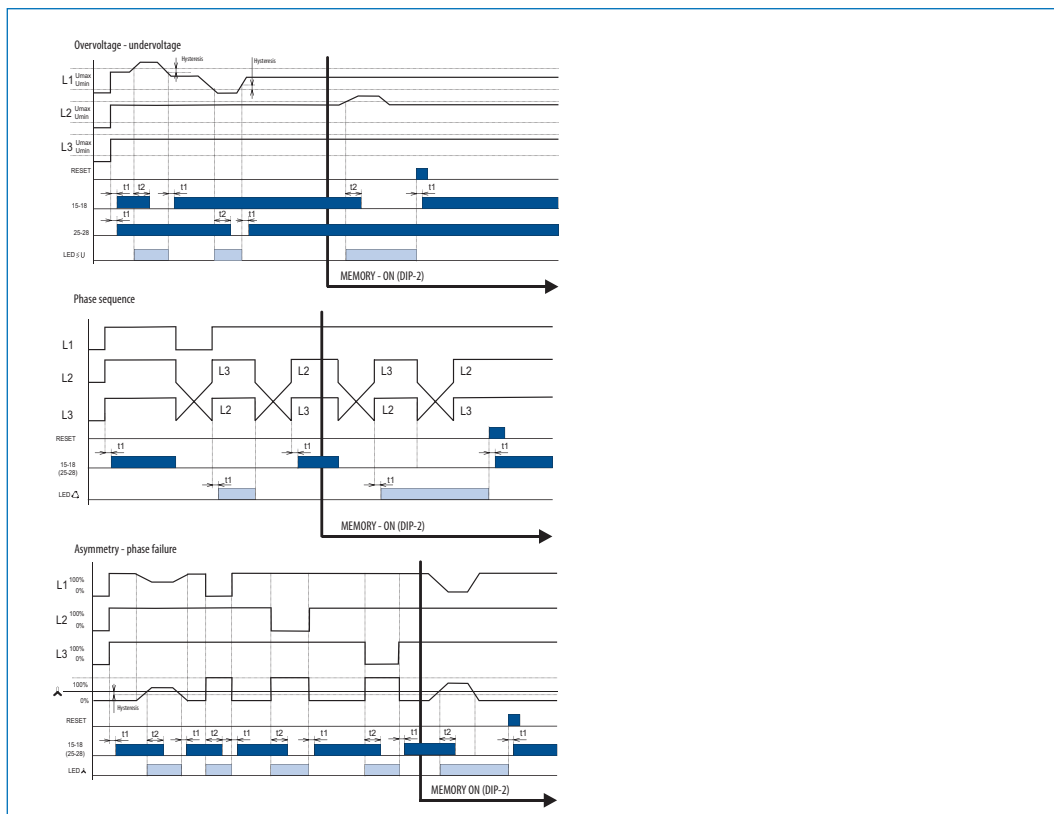 Overvoltage - undervoltage
Hysteresis
Hysteresis
L1 Umax
Umin
L2 Umax
Umin
L3 Umax
Umin
RESET
t1 t2 t1 t2 t1
15-18
t1 t2 t1
25-28
LED ≶U
MEMORY - ON (DIP-2)
Phase sequence
L1
L2 L3 L2 L3 L2
L3 L2 L3 L2 L3
RESET
t1 t1 t1
15-18
(25-28)
t1 t1
LED
MEMORY - ON (DIP-2)
Asymmetry - phase failure
L1 100%
0%
L2 100%
0%
L3 100%
0%
100%
0%
Hysteresis
RESET
t1 t2 t1 t2 t1 t2 t1 t2 t1 t2 t1
15-18
(25-28)
LED
MEMORY ON (DIP-2)